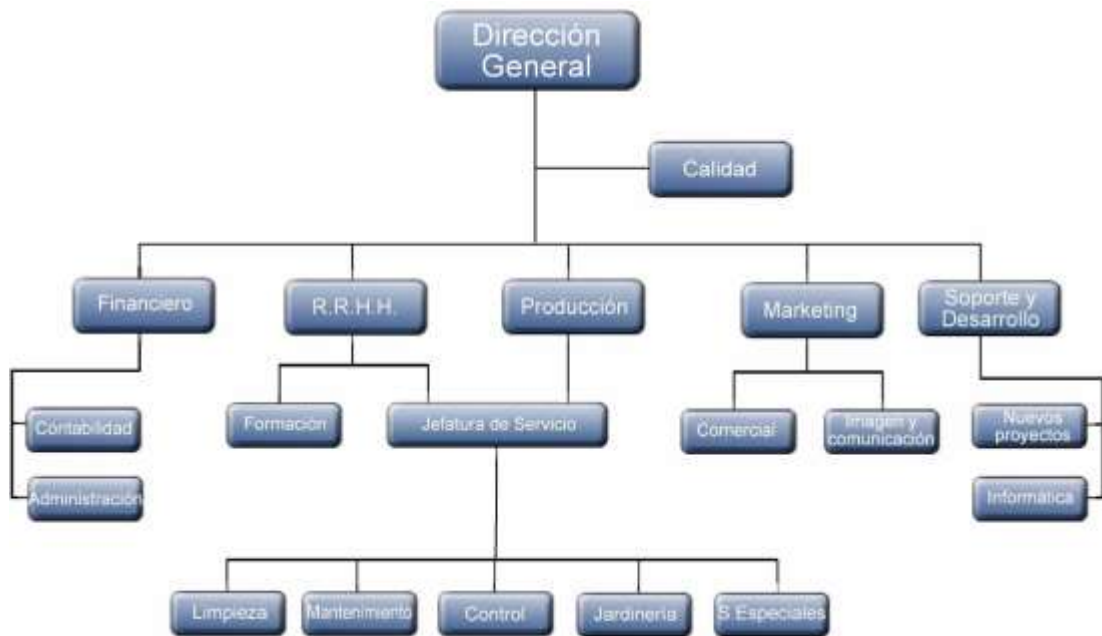 Dirección
General
Calidad
Financiero
R.R.H.H.
Producción
Marketing
Soporte y
Desarrollo
Contabilidad
Administración
Formación
Jefatura de Servicio
Comercial
Imagen y
comunicación
Nuevos
proyectos
Informática
Limpieza
Mantenimiento
Control
Jardinería
S.Especiales